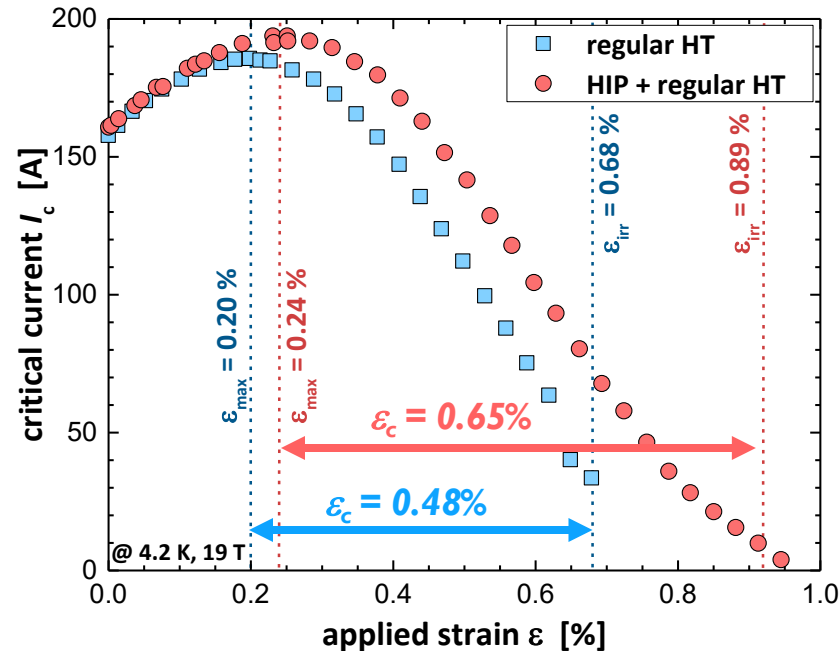 critical current Ic [A]
200
150
100
50
0
regular HT
HIP + regular HT
εmax = 0.20 %
εmax = 0.24 %
εirr = 0.68 %
εirr = 0.89 %
εc = 0.65%
εc = 0.48%
@ 4.2 K, 19 T
0.0 0.2 0.4 0.6 0.8 1.0
applied strain ε [%]